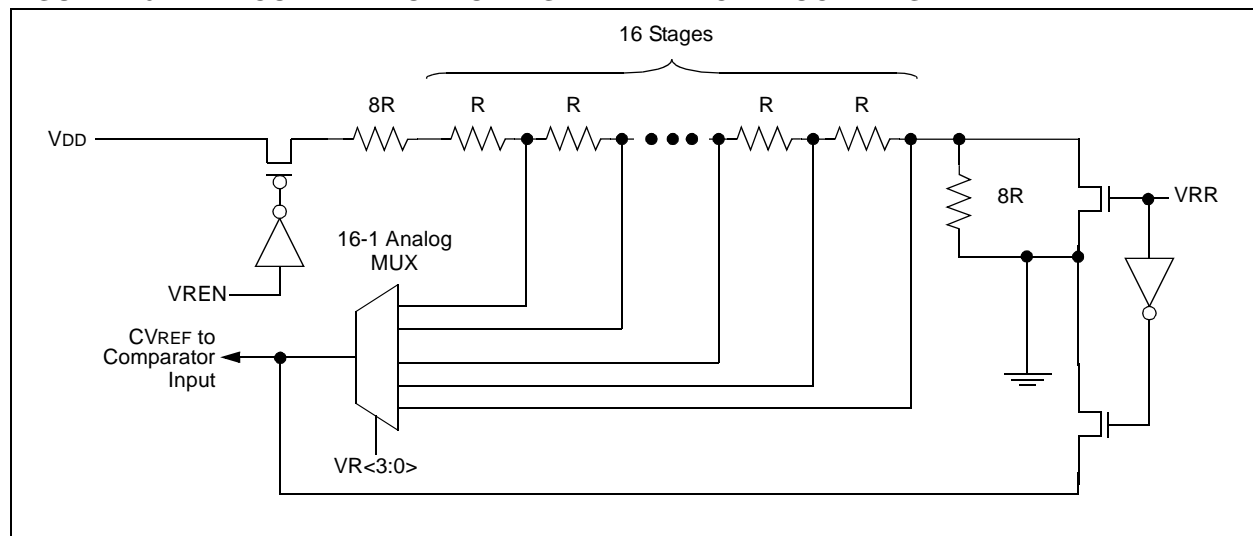 16 Stages
8R R R R R
VDD
8R
VRR
16-1 Analog
MUX
VREN
CVREF to
Comparator
Input
VR<3:0>